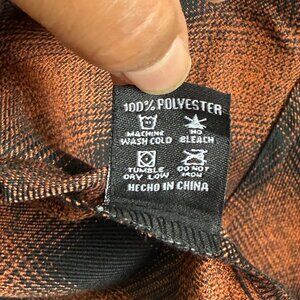 100% POLYESTER
MACHINE NO
WASH COLD BLEACH
TUMBLE DO NOT
DRY LOW IRON
HECHO IN CHINA